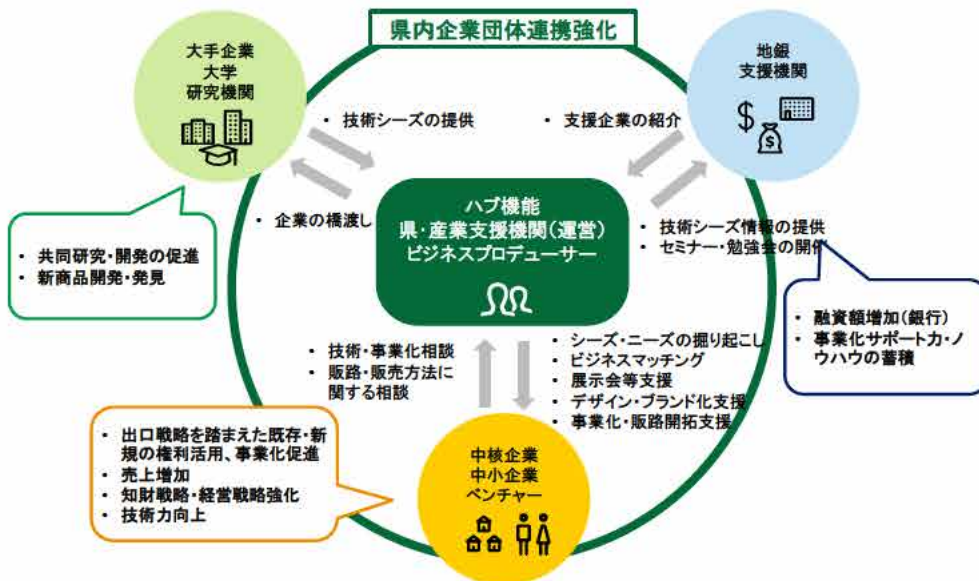 県内企業団体連携強化
大手企業
大学
研究機関
地銀
支援機関
$
$
• 技術シーズの提供
• 支援企業の紹介
• 企業の橋渡し
ハブ機能
県・産業支援機関(運営)
ビジネスプロデューサー
• 技術シーズ情報の提供
• セミナー・勉強会の開催
• 共同研究・開発の促進
• 新商品開発・発見
• 融資額増加(銀行)
• 事業化サポート力・ノ
ウハウの蓄積
• 技術・事業化相談
• 販路・販売方法に
関する相談
• シーズ・ニーズの掘り起こし
• ビジネスマッチング
• 展示会等支援
• デザイン・ブランド化支援
• 事業化・販路開拓支援
• 出口戦略を踏まえた既存・新
規の権利活用、事業化促進
• 売上増加
• 知財戦略・経営戦略強化
• 技術力向上
中核企業
中小企業
ベンチャー